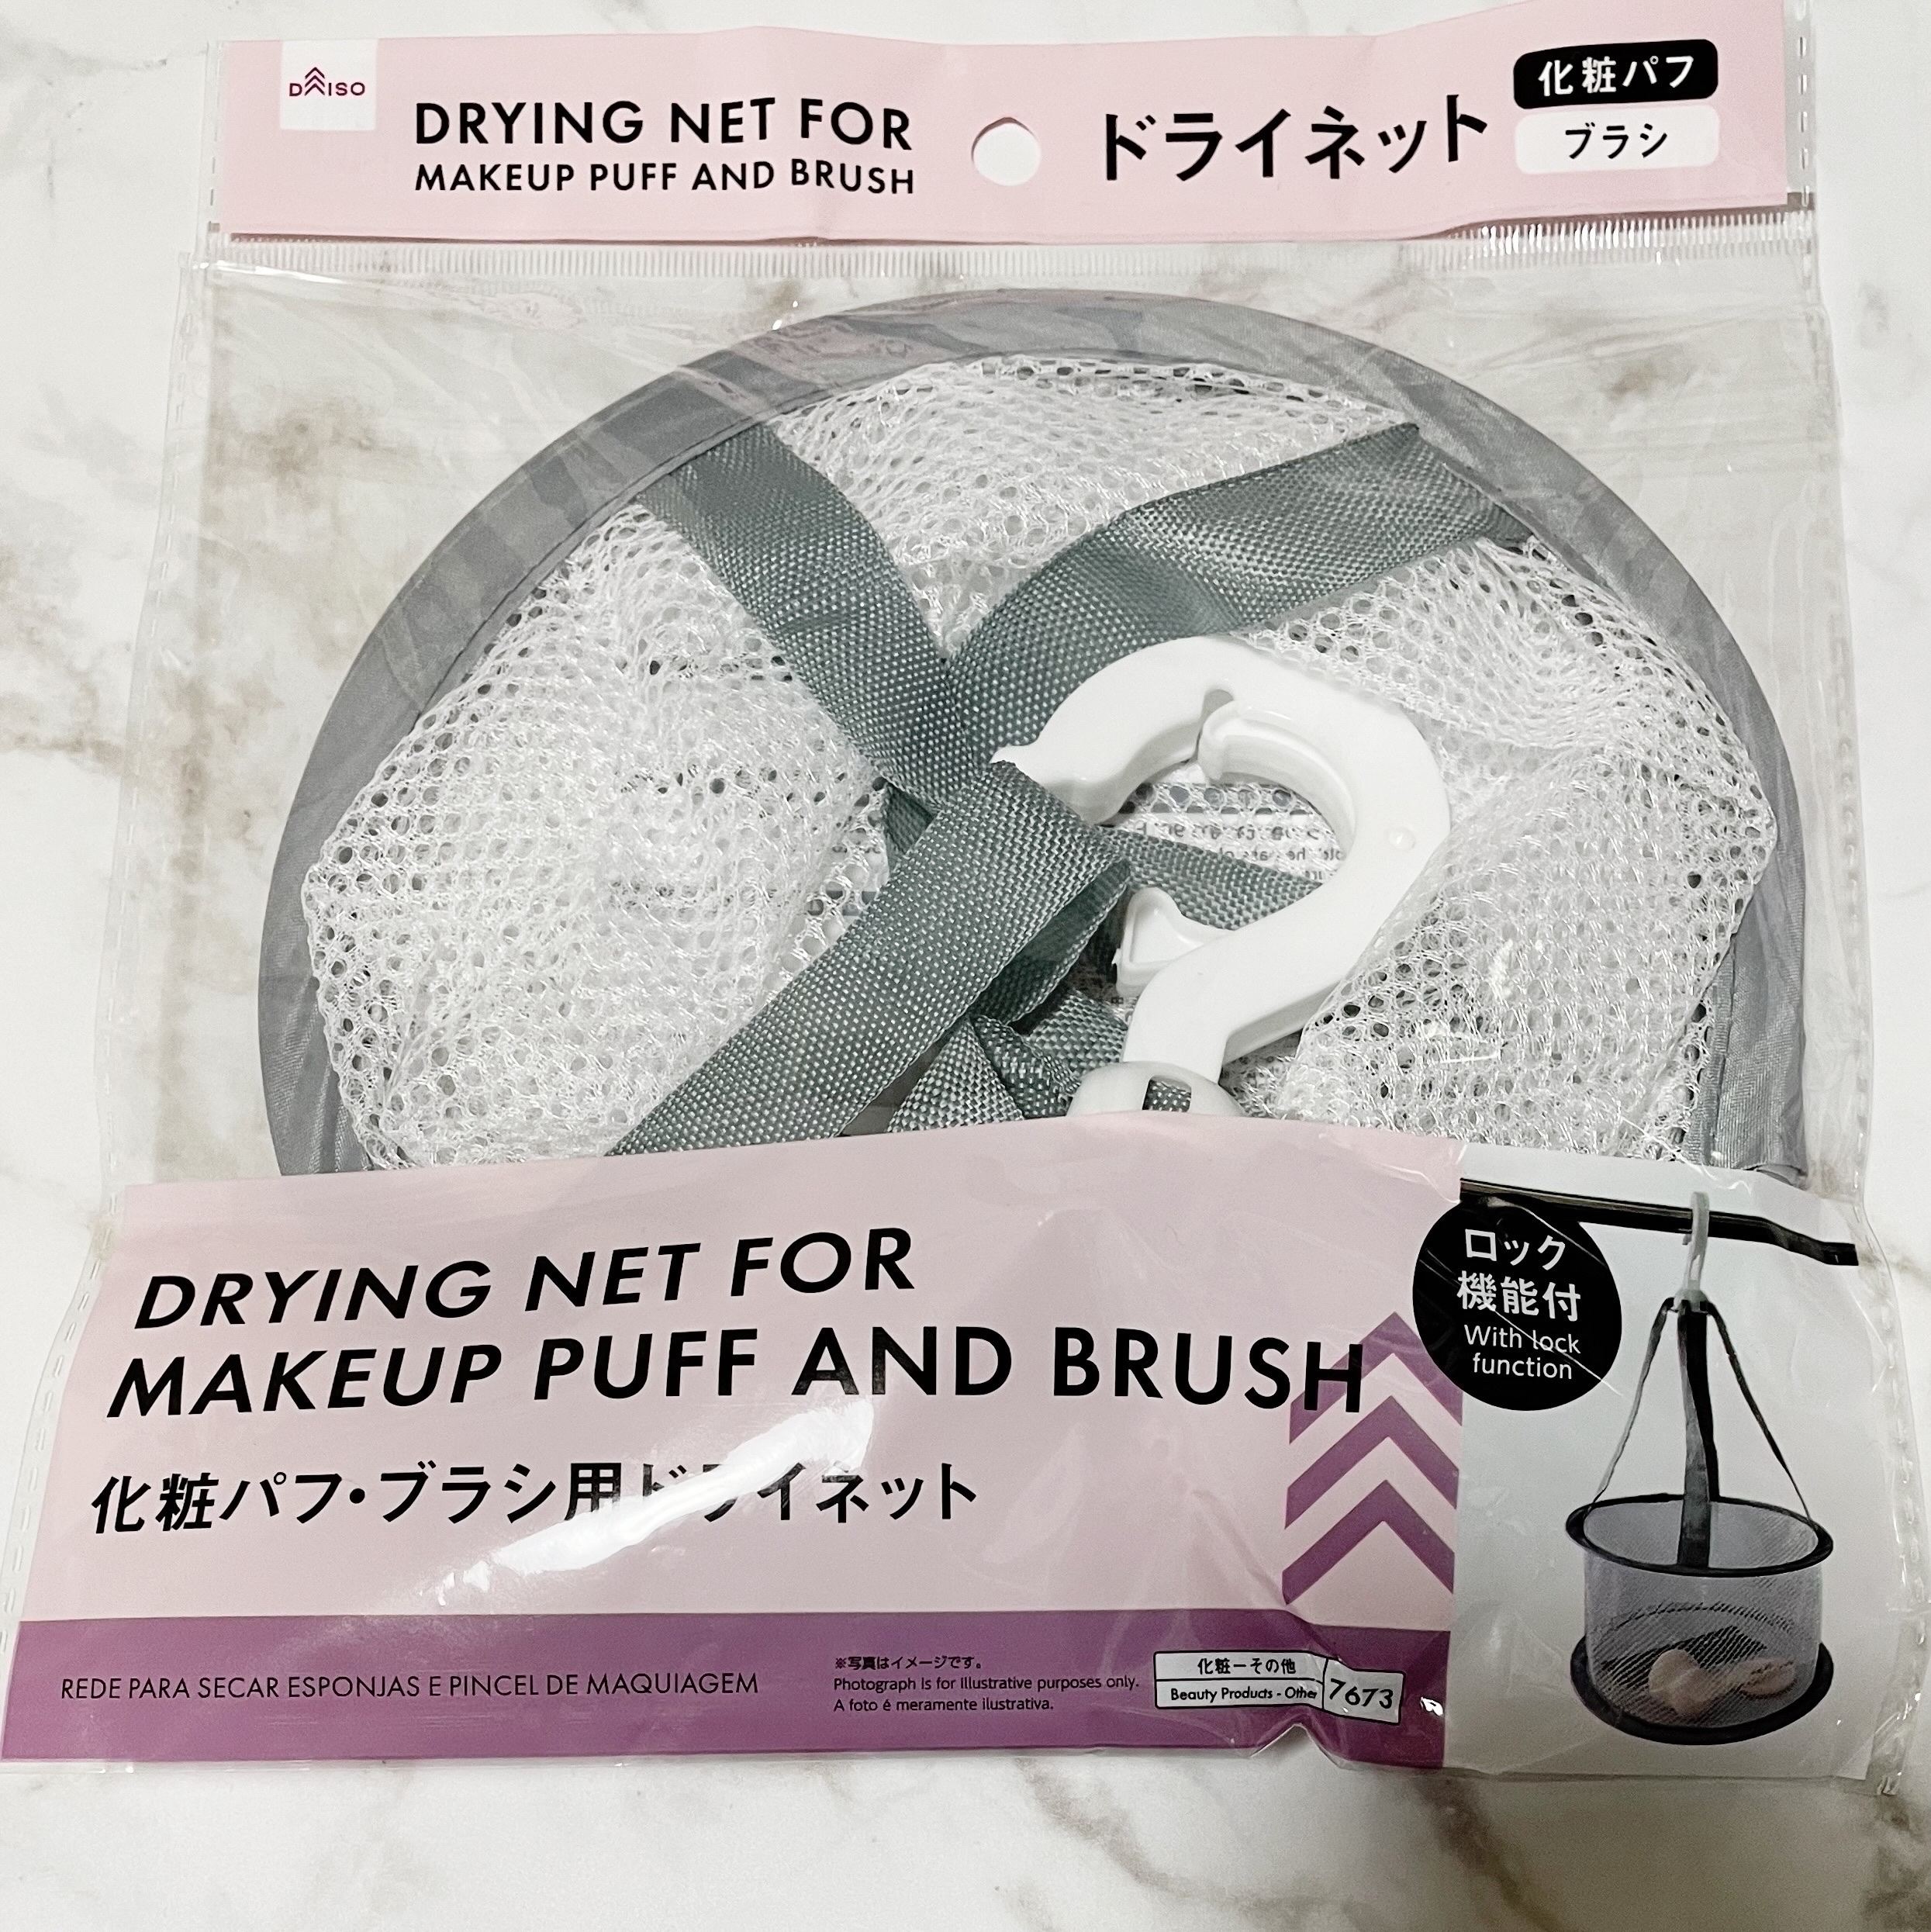 DAISO
DRYING NET FOR
MAKEUP PUFF AND BRUSH
ドライネット
化粧パフ
ブラシ
DRYING NET FOR
MAKEUP PUFF AND BRUSH
化粧パフ・ブラシ用ドライネット
ロック
機能付
With lock
function
REDE PARA SECAR ESPONJAS E PINCEL DE MAQUIAGEM
※写真はイメージです。
Photograph is for illustrative purposes only.
A foto é meramente ilustrativa.
化粧ーその他
Beauty Products - Other
7673